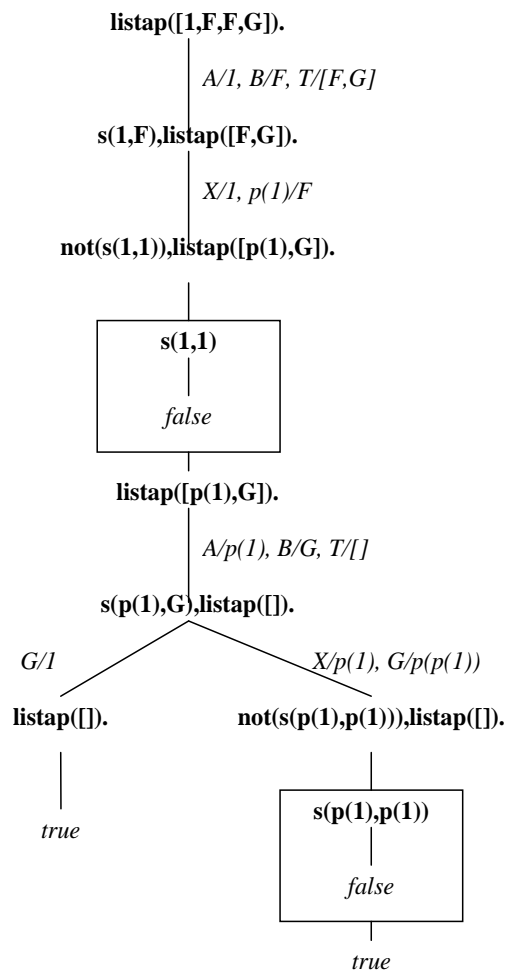 listap([1,F,F,G]).
A/1, B/F, T/[F,G]
s(1,F),listap([F,G]).
X/1, p(1)/F
not(s(1,1)),listap([p(1),G]).
s(1,1)
false
listap([p(1),G]).
A/p(1), B/G, T/[]
s(p(1),G),listap([]).
G/1 X/p(1), G/p(p(1))
listap([]). not(s(p(1),p(1))),listap([]).
true s(p(1),p(1))
false
true